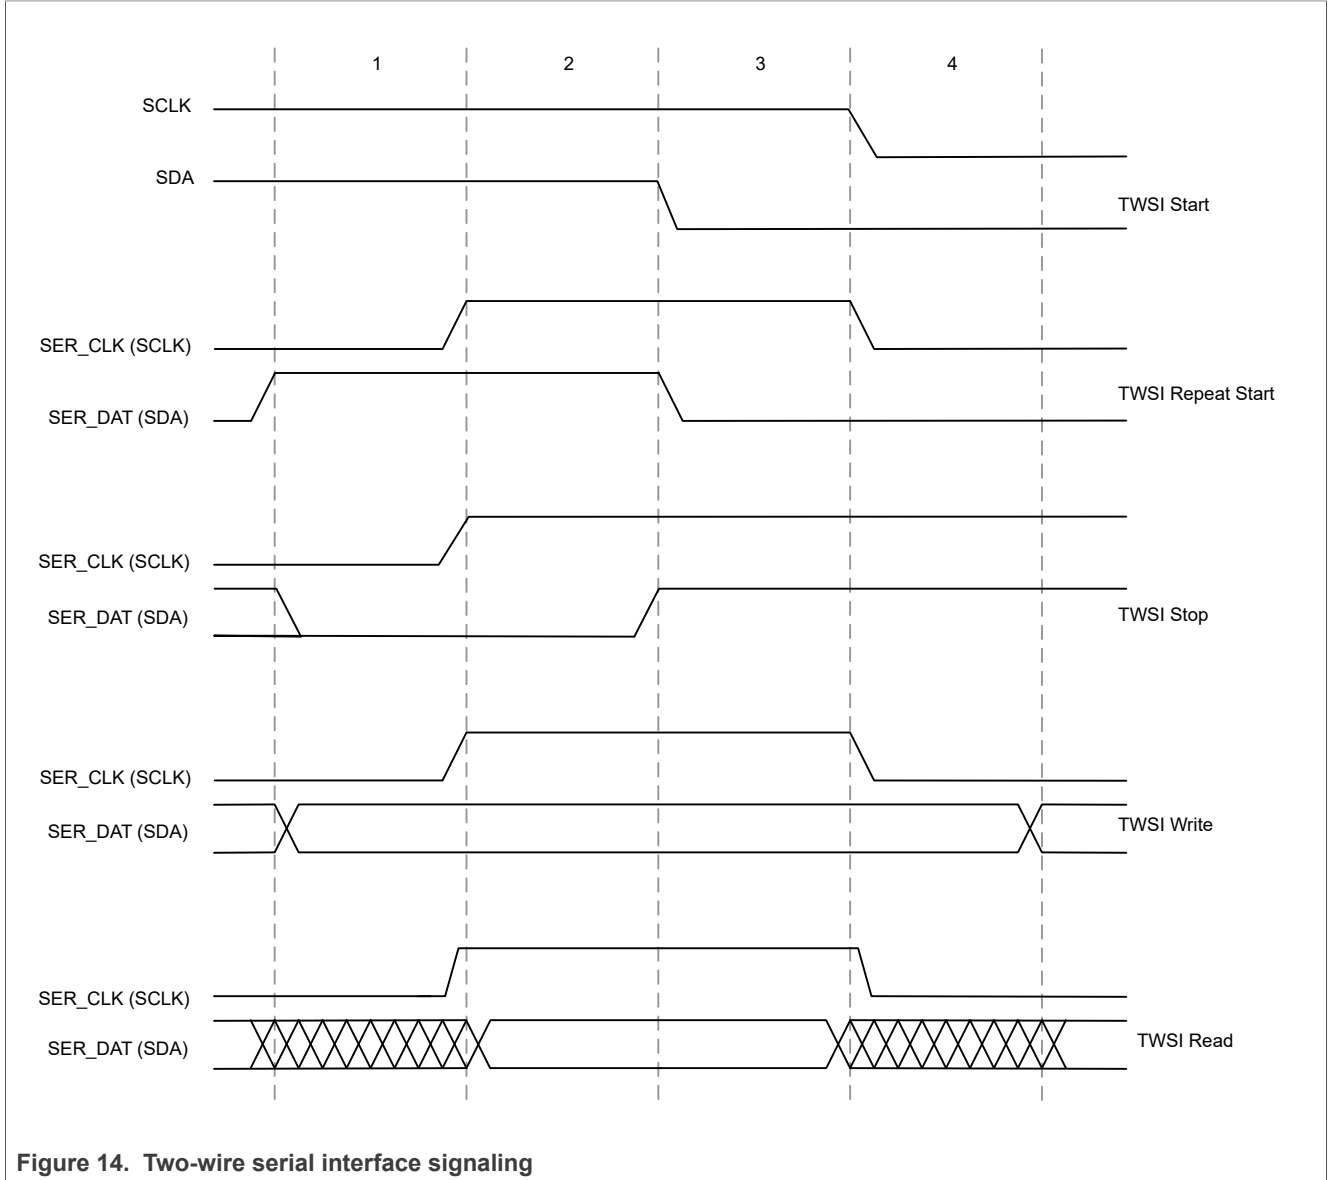 1 2 3 4
SCLK
SDA
TWSI Start
SER_CLK (SCLK)
TWSI Repeat Start
SER_DAT (SDA)
SER_CLK (SCLK)
SER_DAT (SDA)
TWSI Stop
SER_CLK (SCLK)
SER_DAT (SDA)
TWSI Write
SER_CLK (SCLK)
SER_DAT (SDA)
TWSI Read
Figure 14. Two-wire serial interface signaling